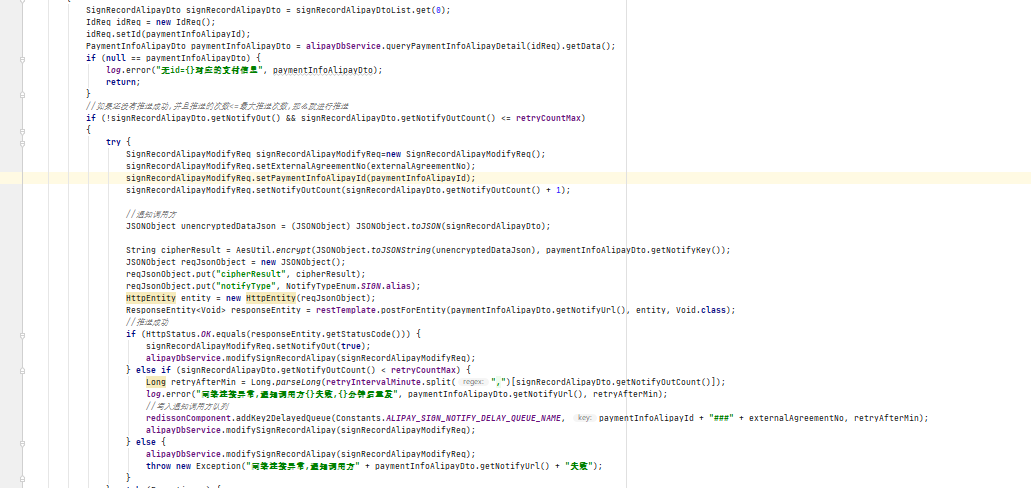 SignRecordAlipayDto signRecordAlipayDto = signRecordAlipayDtoList.get(0);
IdReq idReq = new IdReq();
idReq.setId(paymentInfoAlipayId);
PaymentInfoAlipayDto paymentInfoAlipayDto = alipayDbService.queryPaymentInfoAlipayDetail(idReq).getData();
if (null == paymentInfoAlipayDto) {
log.error("无id={}对应的支付信息", paymentInfoAlipayDto);
return;
}
//如果还没有推送成功,并且推送的次数<=最大推送次数,那么就进行推送
if (!signRecordAlipayDto.getNotifyOut() && signRecordAlipayDto.getNotifyOutCount() <= retryCountMax)
{
try {
SignRecordAlipayModifyReq signRecordAlipayModifyReq=new SignRecordAlipayModifyReq();
signRecordAlipayModifyReq.setExternalAgreementNo(externalAgreementNo);
signRecordAlipayModifyReq.setPaymentInfoAlipayId(paymentInfoAlipayId);
signRecordAlipayModifyReq.setNotifyOutCount(signRecordAlipayDto.getNotifyOutCount() + 1);
//通知调用方
JSONObject unencryptedDataJson = (JSONObject) JSONObject.toJSON(signRecordAlipayDto);
String cipherResult = AesUtil.encrypt(JSONObject.toJSONString(unencryptedDataJson), paymentInfoAlipayDto.getNotifyKey());
JSONObject reqJsonObject = new JSONObject();
reqJsonObject.put("cipherResult", cipherResult);
reqJsonObject.put("notifyType", NotifyTypeEnum.SIGN.alias);
HttpEntity entity = new HttpEntity(reqJsonObject);
ResponseEntity<Void> responseEntity = restTemplate.postForEntity(paymentInfoAlipayDto.getNotifyUrl(), entity, Void.class);
//推送成功
if (HttpStatus.OK.equals(responseEntity.getStatusCode())) {
signRecordAlipayModifyReq.setNotifyOut(true);
alipayDbService.modifySignRecordAlipay(signRecordAlipayModifyReq);
} else if (signRecordAlipayDto.getNotifyOutCount() < retryCountMax) {
Long retryAfterMin = Long.parseLong(retryIntervalMinute.split( regex: ",")[signRecordAlipayDto.getNotifyOutCount()]);
log.error("网络连接异常,通知调用方{}失败,{}分钟后重发", paymentInfoAlipayDto.getNotifyUrl(), retryAfterMin);
//写入通知调用方队列
redissonComponent.addKey2DelayedQueue(Constants.ALIPAY_SIGN_NOTIFY_DELAY_QUEUE_NAME, key: paymentInfoAlipayId + "###" + externalAgreementNo, retryAfterMin);
alipayDbService.modifySignRecordAlipay(signRecordAlipayModifyReq);
} else {
alipayDbService.modifySignRecordAlipay(signRecordAlipayModifyReq);
throw new Exception("网络连接异常,通知调用方" + paymentInfoAlipayDto.getNotifyUrl() + "失败");
}